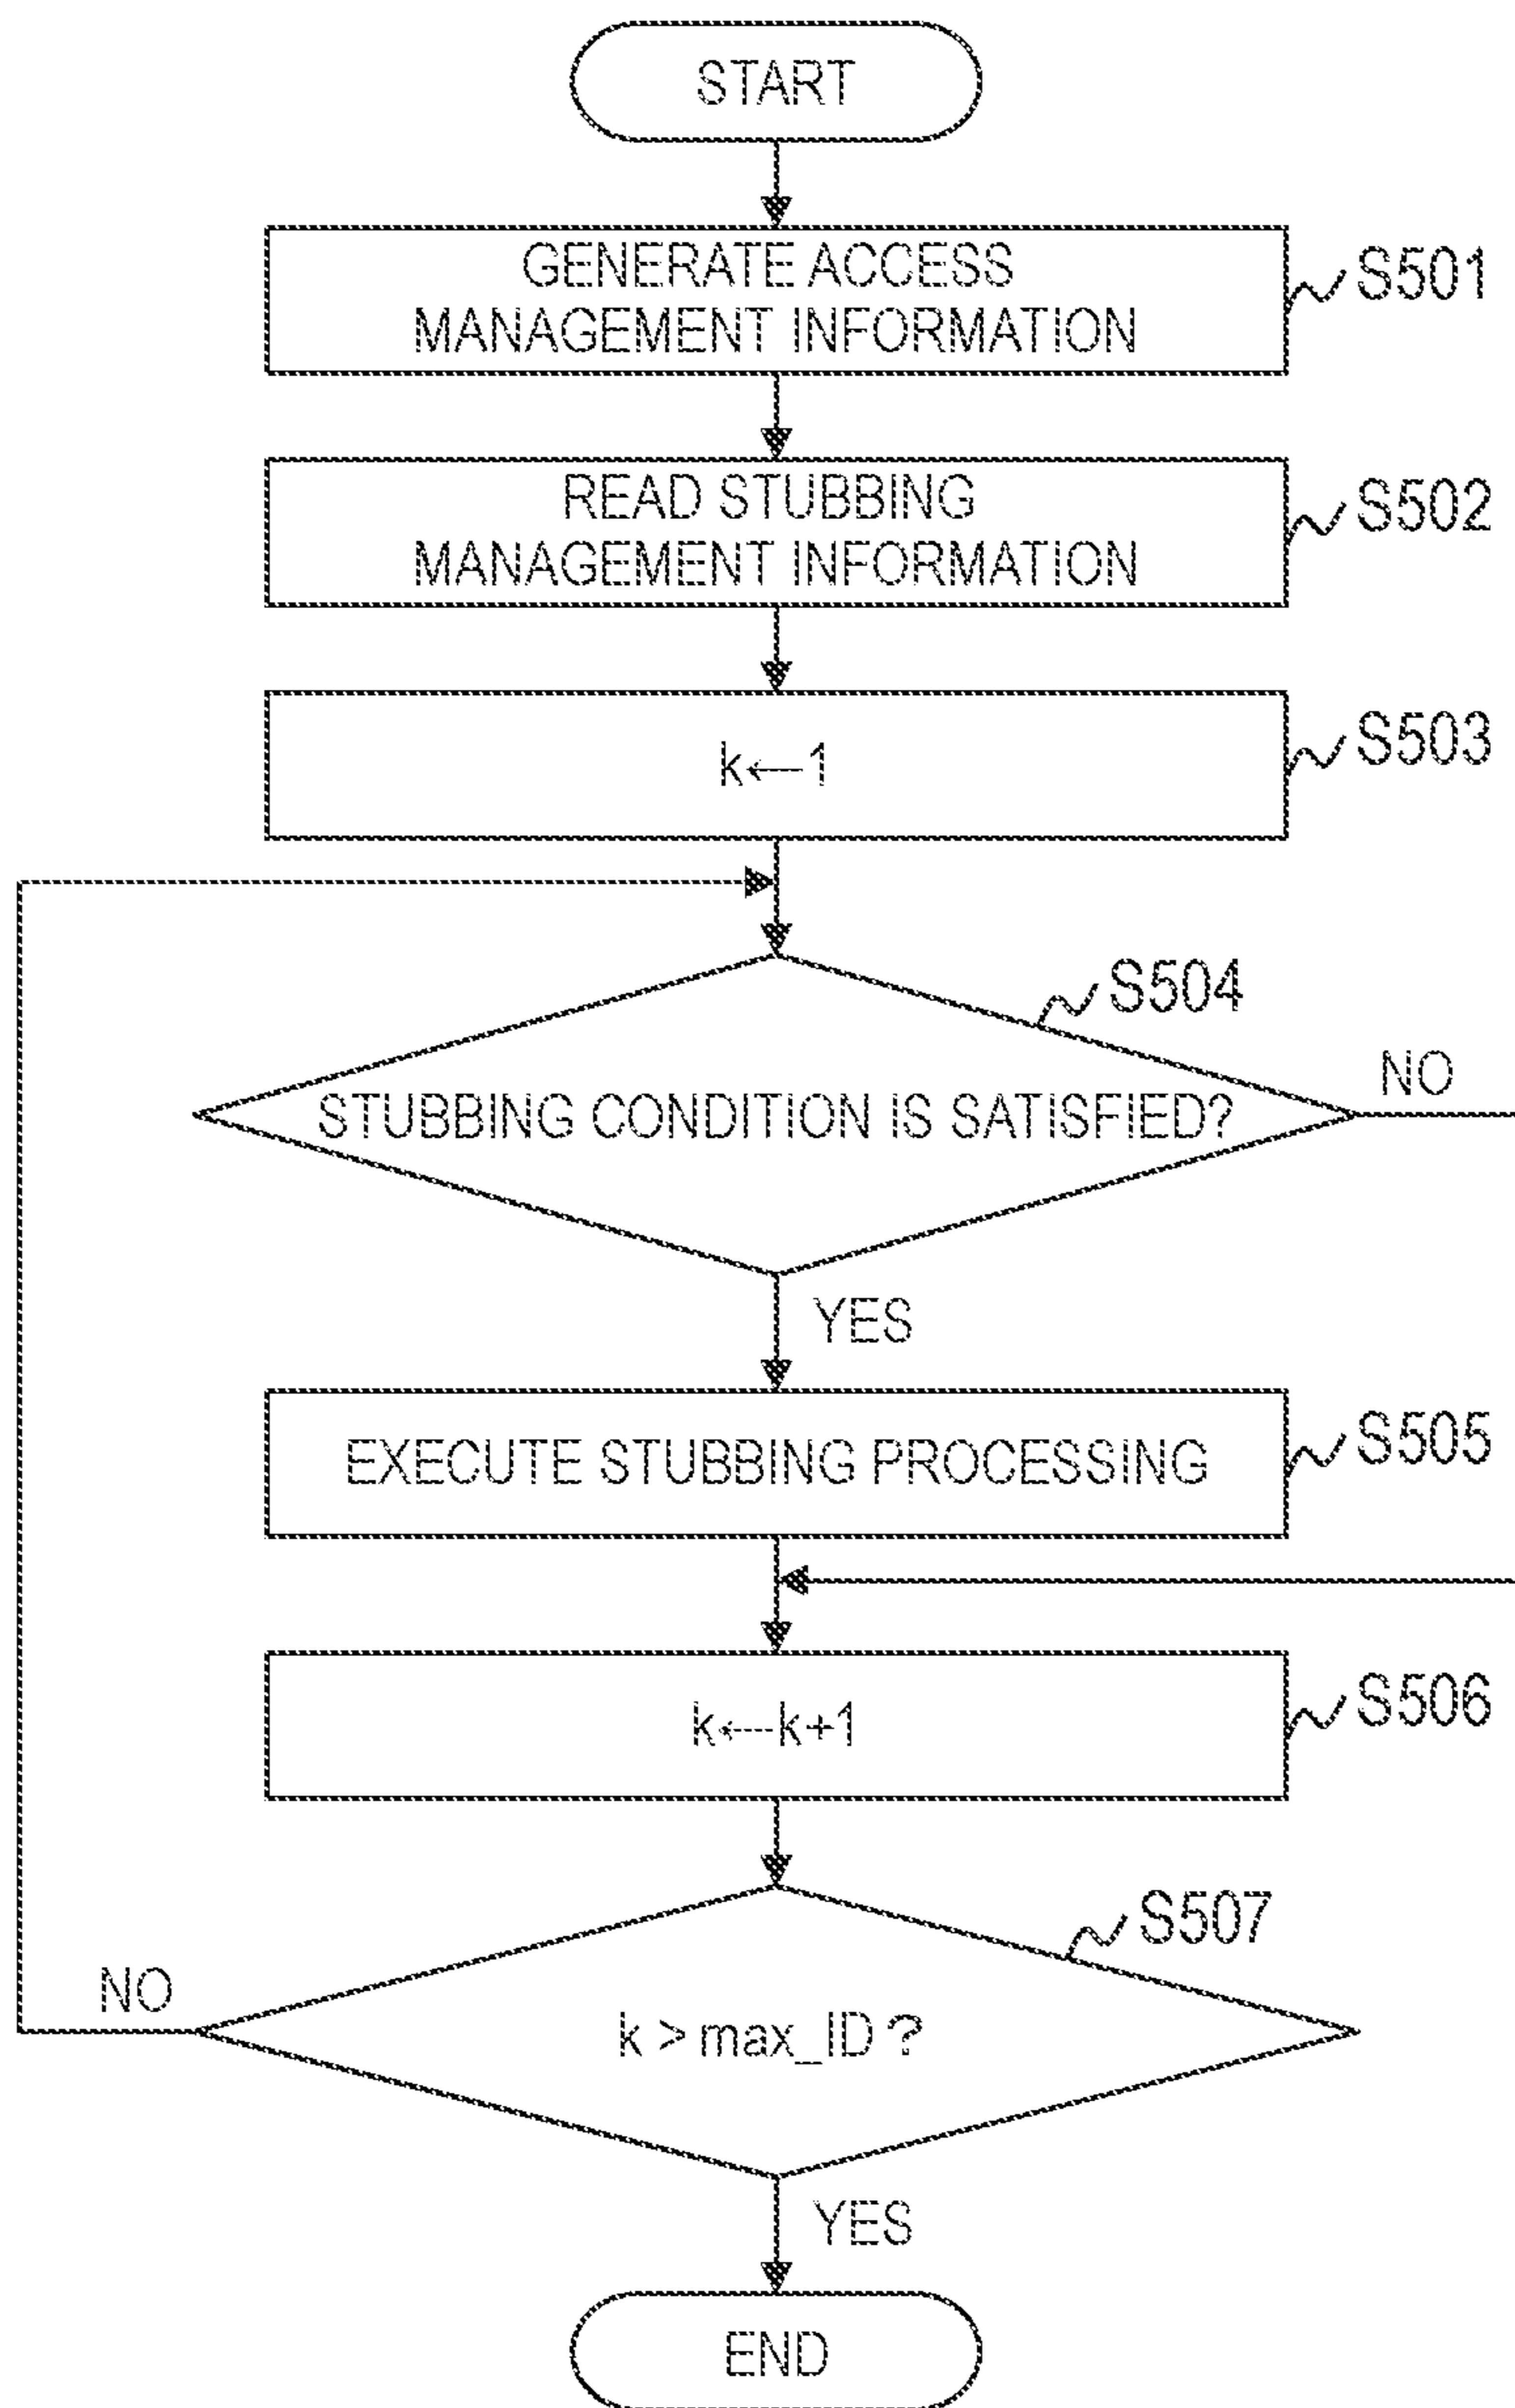 START
GENERATE ACCESS
MANAGEMENT INFORMATION
S501
READ STUBBING
MANAGEMENT INFORMATION
S502
k←1
S503
S504
STUBBING CONDITION IS SATISFIED?
NO
YES
EXECUTE STUBBING PROCESSING
S505
k←k+1
S506
S507
k > max_ID ?
NO
YES
END